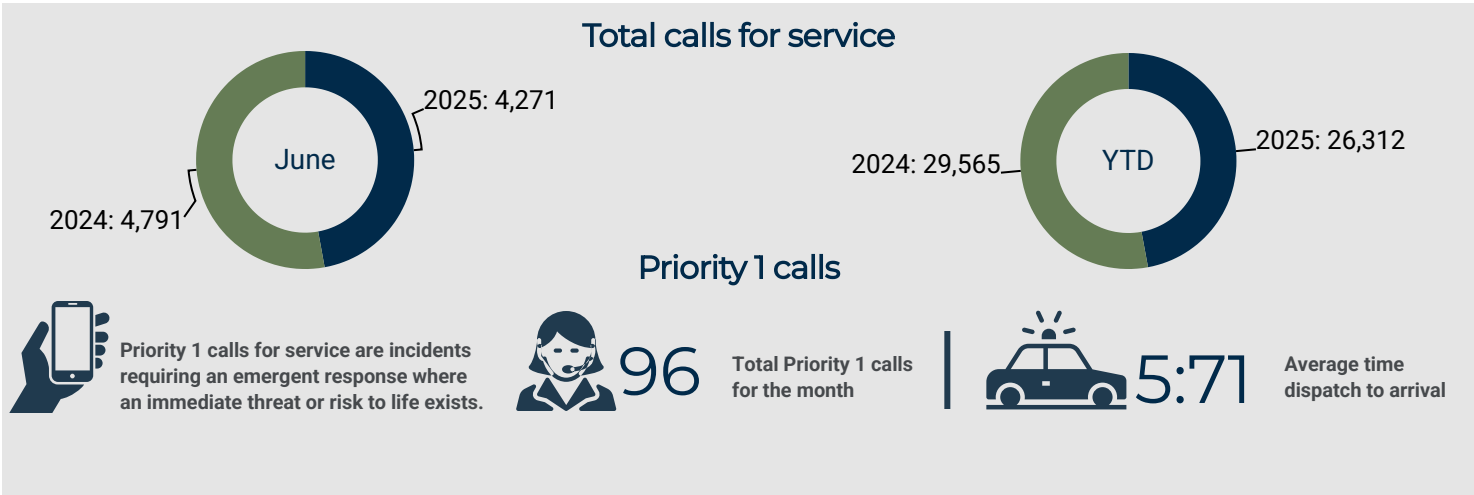 Total calls for service
June
2025: 4,271
2024: 4,791
YTD
2025: 26,312
2024: 29,565
Priority 1 calls
Priority 1 calls for service are incidents
requiring an emergent response where
an immediate threat or risk to life exists.
96
Total Priority 1 calls
for the month
5:71
Average time
dispatch to arrival